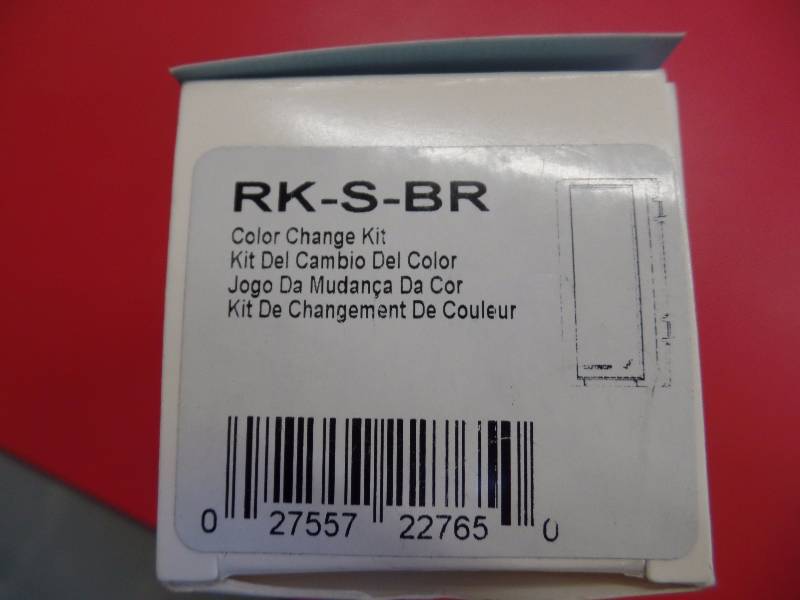 RK-S-BR
Color Change Kit
Kit Del Cambio Del Color
Jogo Da Mudança Da Cor
Kit De Changement De Couleur
LUTRON
0 27557 22765 0